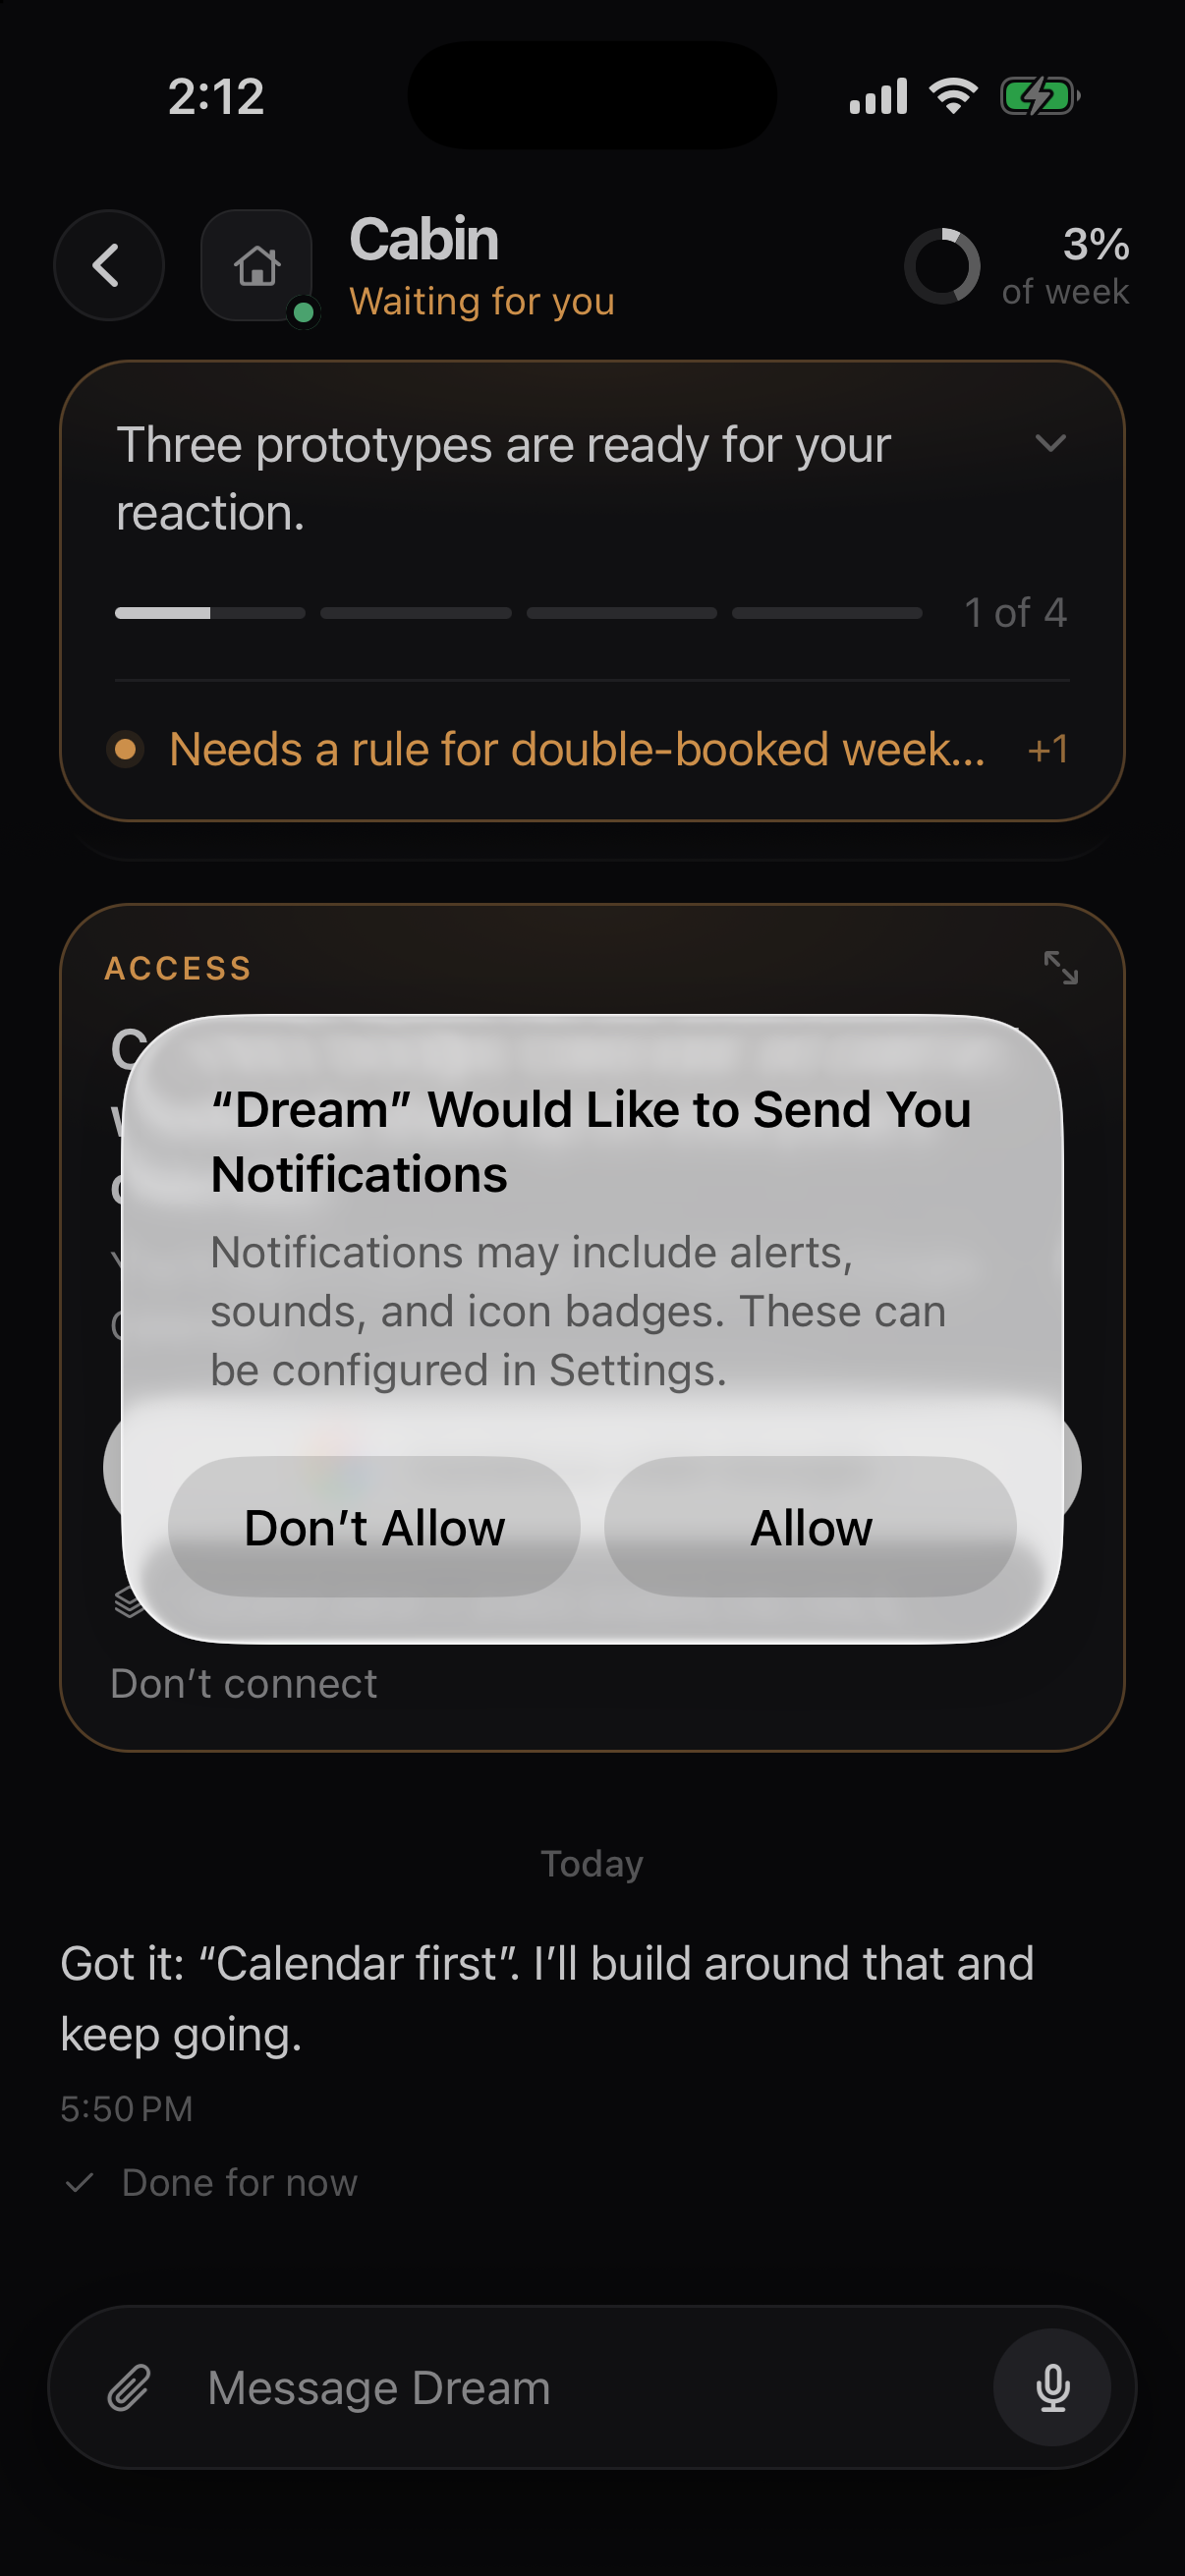 2:12
Cabin
Waiting for you
3%
of week
Three prototypes are ready for your
reaction.
1 of 4
Needs a rule for double-booked week... +1
ACCESS
“Dream” Would Like to Send You
Notifications
Notifications may include alerts,
sounds, and icon badges. These can
be configured in Settings.
Don’t Allow
Allow
Don’t connect
Today
Got it: “Calendar first”. I’ll build around that and
keep going.
5:50 PM
Done for now
Message Dream